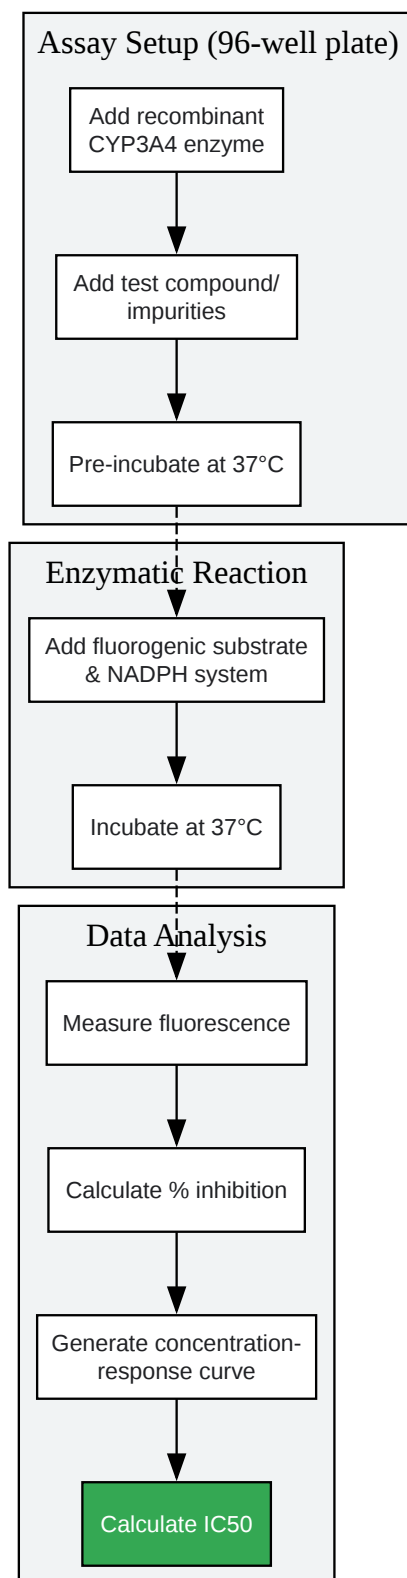 Assay Setup (96-well plate)
Add recombinant
CYP3A4 enzyme
Add test compound/
impurities
Pre-incubate at 37°C
Enzymatic Reaction
Add fluorogenic substrate
& NADPH system
Incubate at 37°C
Data Analysis
Measure fluorescence
Calculate % inhibition
Generate concentration-
response curve
Calculate IC50